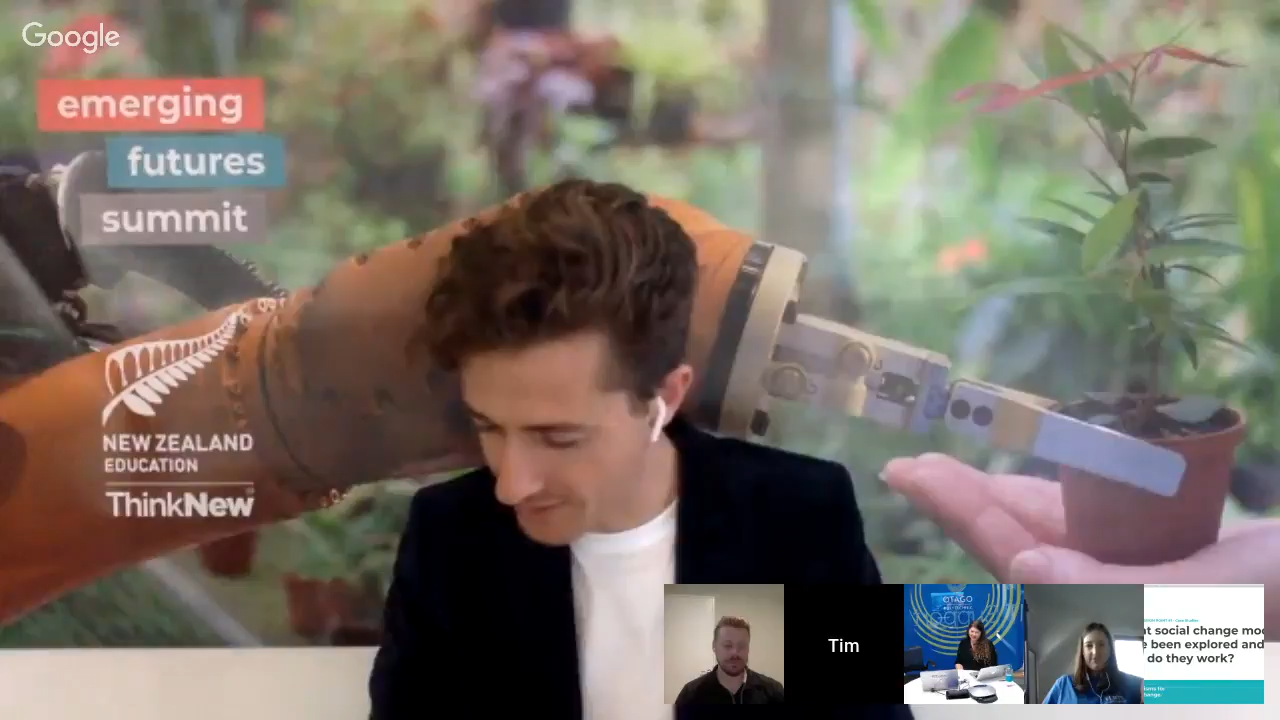 Google
emerging
futures
summit
NEW ZEALAND
EDUCATION
ThinkNew
Tim
OTAGO
t social change mo
been explored and
do they work?